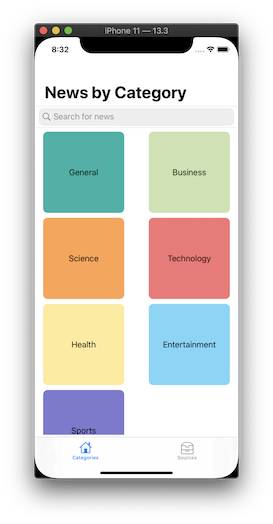 iPhone 11 — 13.3
8:32
News by Category
Search for news
General
Business
Science
Technology
Health
Entertainment
Sports
Categories
Sources